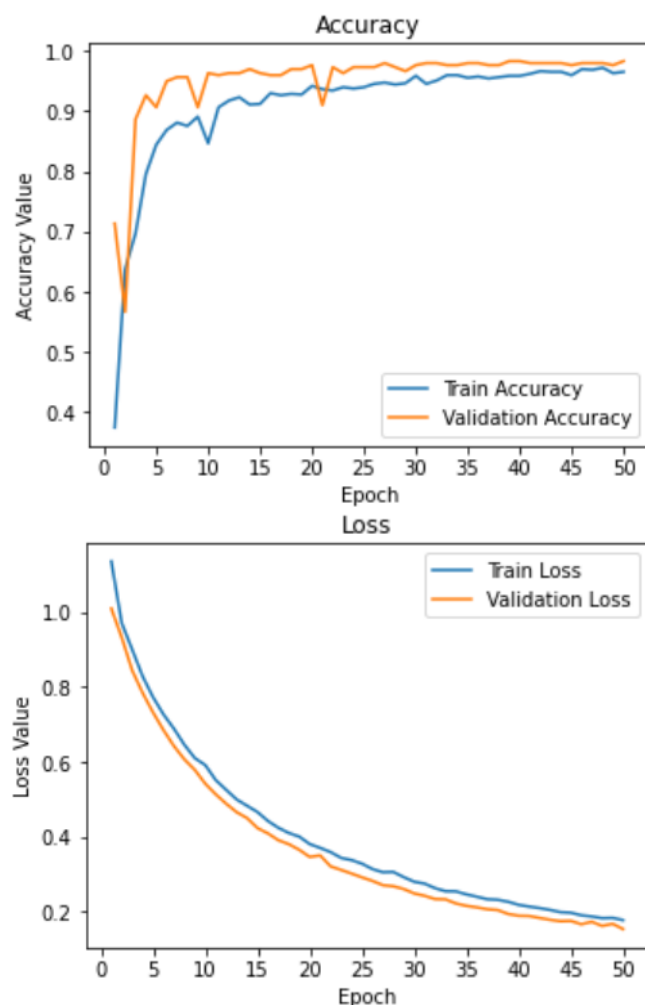 Accuracy
1.0
0.9
0.8
0.7
0.6
0.5
0.4
Accuracy Value
Train Accuracy
Validation Accuracy
0 5 10 15 20 25 30 35 40 45 50
Epoch
Loss
Train Loss
Validation Loss
1.0
0.8
0.6
0.4
0.2
Loss Value
0 5 10 15 20 25 30 35 40 45 50
Epoch